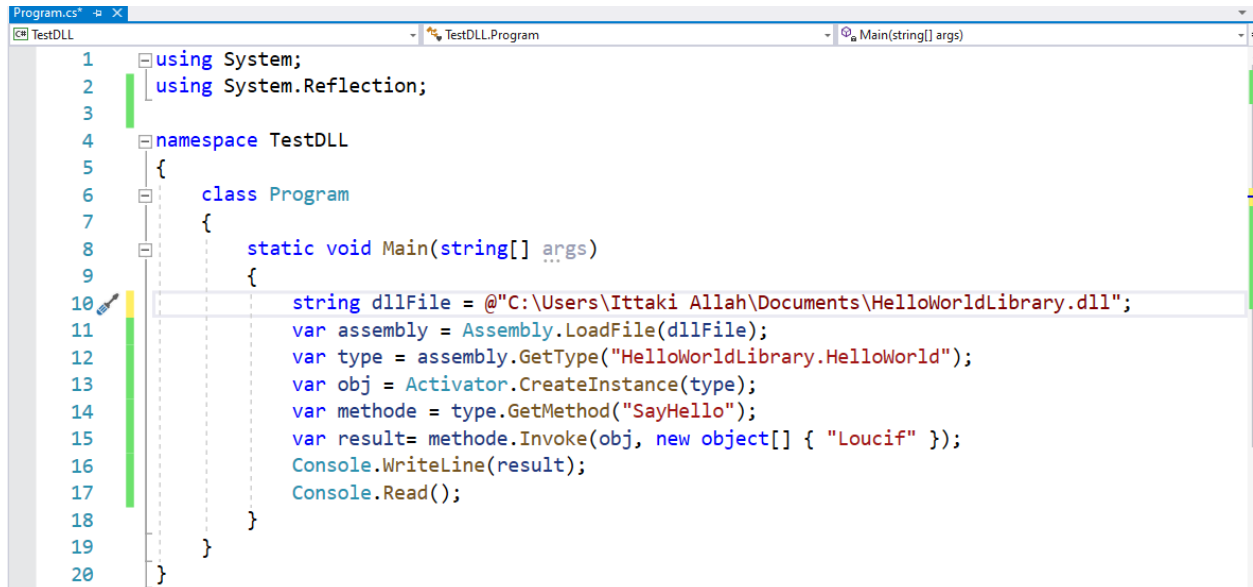 Program.cs*
TestDLL TestDLL.Program Main(string[] args)
1 using System;
2 using System.Reflection;
3
4 namespace TestDLL
5 {
6 class Program
7 {
8 static void Main(string[] args)
9 {
10 string dllFile = @"C:\Users\Ittaki Allah\Documents\HelloWorldLibrary.dll";
11 var assembly = Assembly.LoadFile(dllFile);
12 var type = assembly.GetType("HelloWorldLibrary.HelloWorld");
13 var obj = Activator.CreateInstance(type);
14 var methode = type.GetMethod("SayHello");
15 var result= methode.Invoke(obj, new object[] { "Loucif" });
16 Console.WriteLine(result);
17 Console.Read();
18 }
19 }
20 }